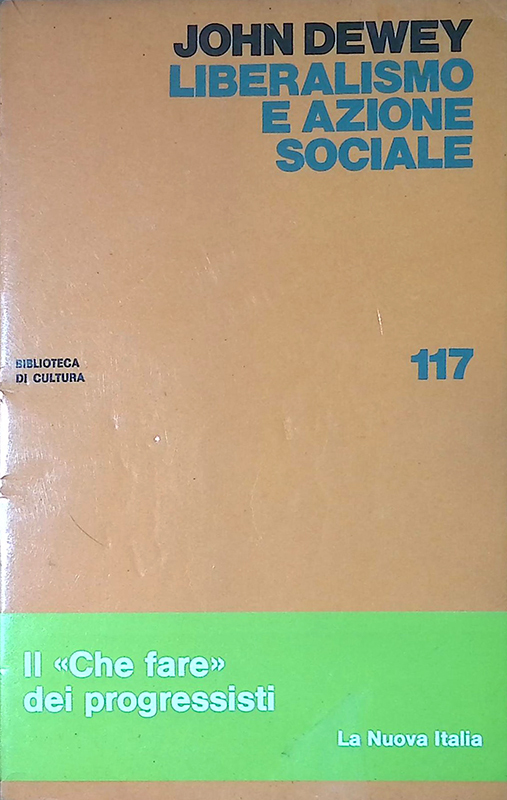 JOHN DEWEY
LIBERALISMO
E AZIONE
SOCIALE
BIBLIOTECA
DI CULTURA
117
Il «Che fare»
dei progressisti
La Nuova Italia